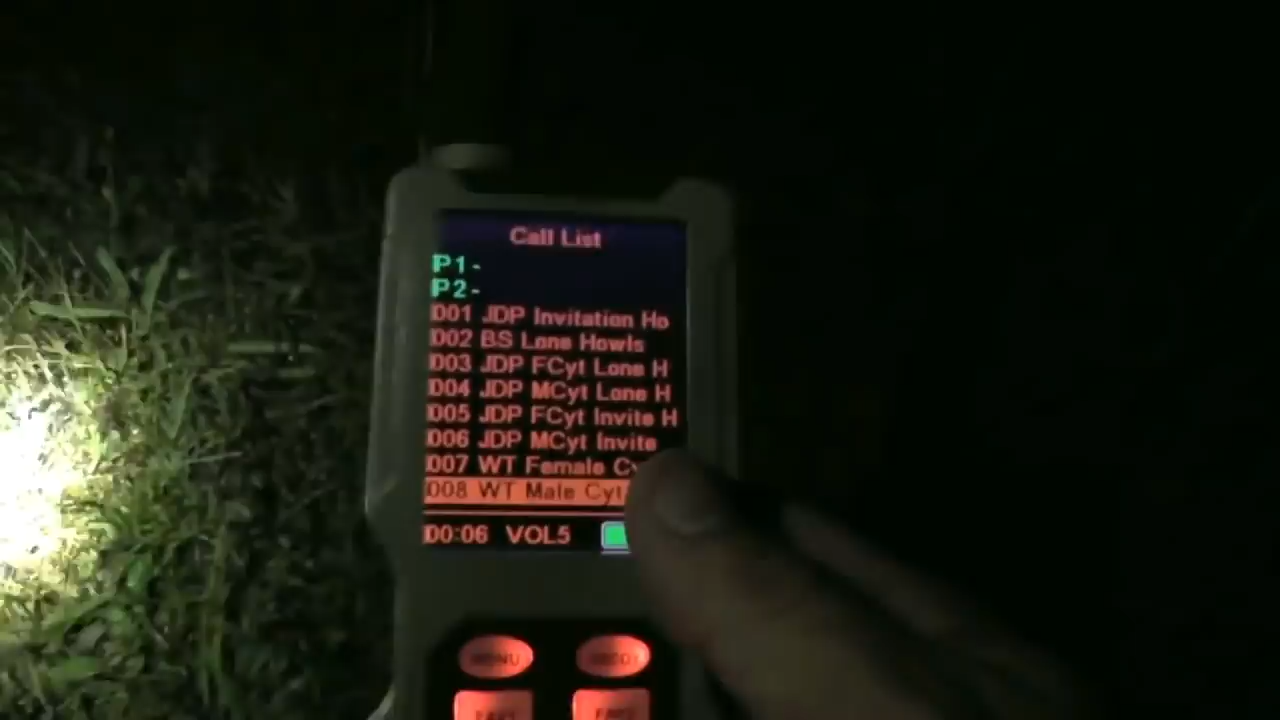 Call List
P1-
P2-
001 JDP Invitation Ho
002 BS Lone Howls
003 JDP FCyt Lone H
004 JDP MCyt Lone H
005 JDP FCyt Invite H
006 JDP MCyt Invite
007 WT Female Cy
008 WT Male Cyt
00:06 VOL5
MENU